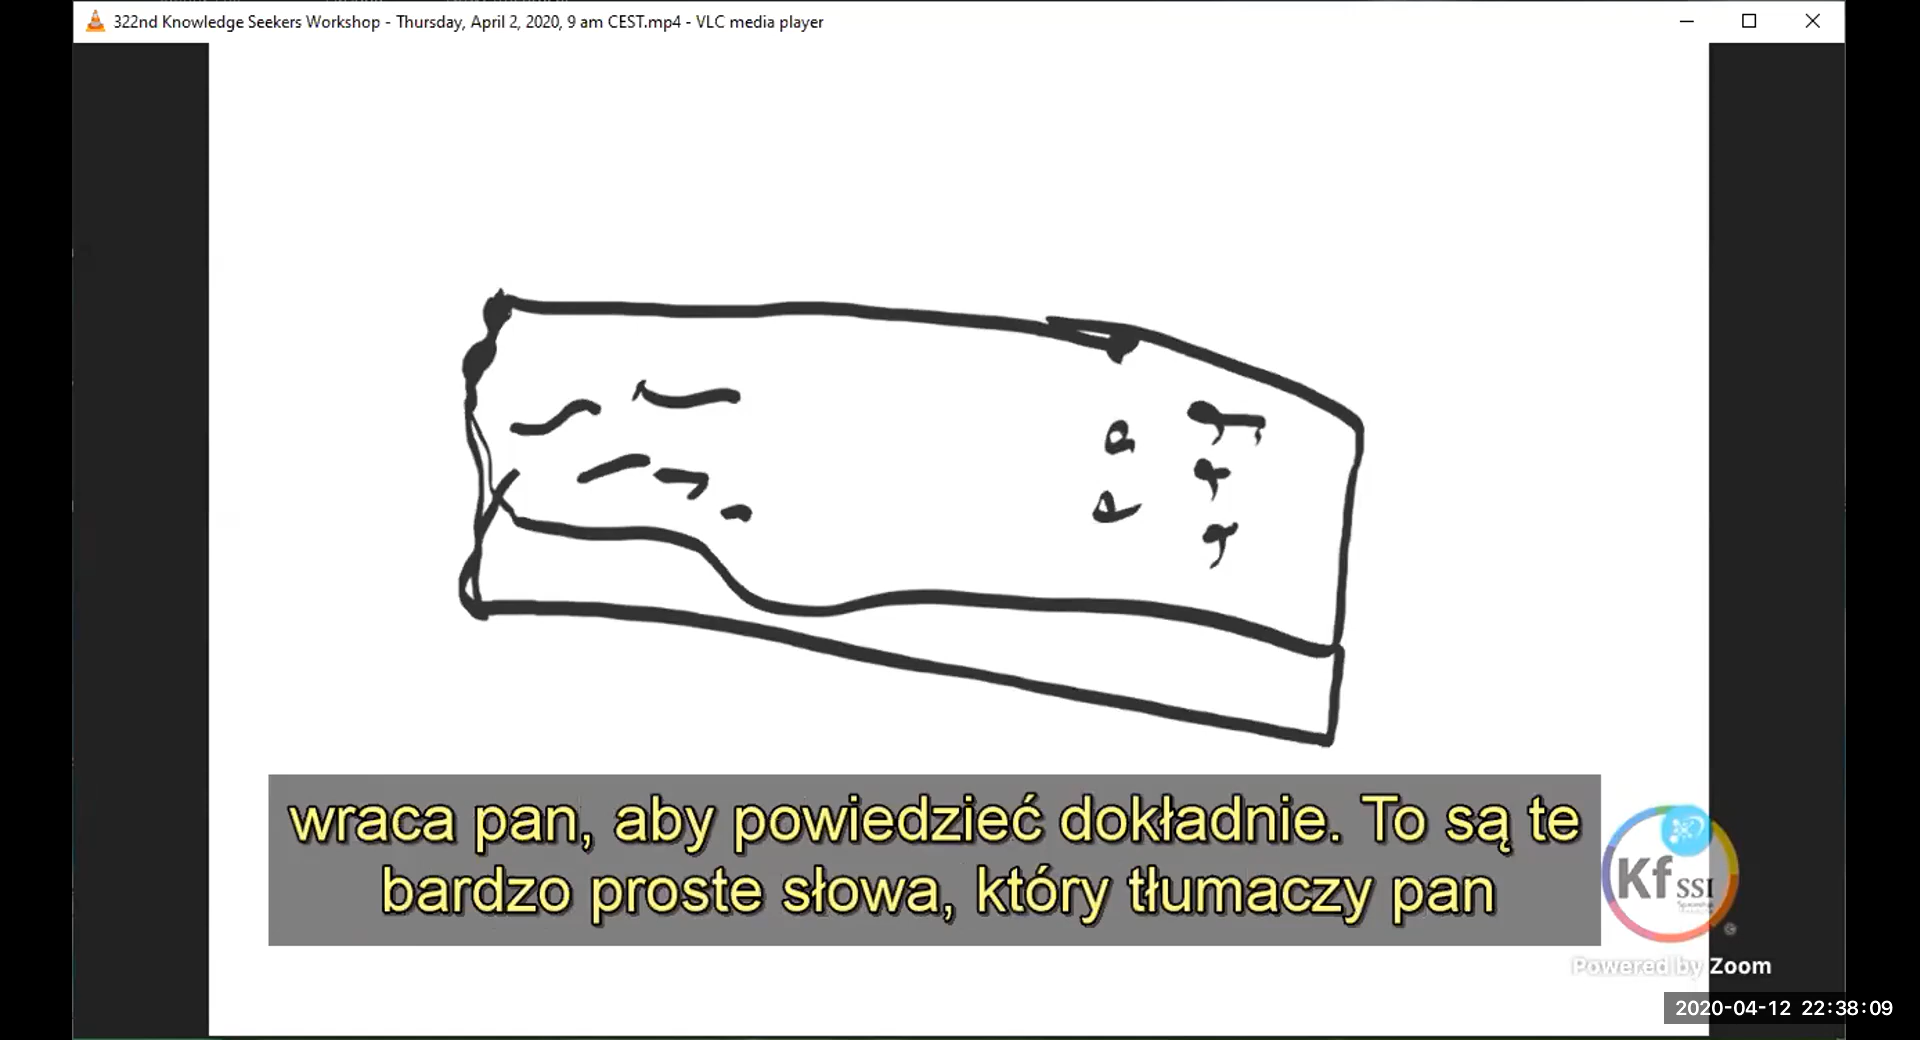 322nd Knowledge Seekers Workshop - Thursday, April 2, 2020, 9 am CEST.mp4 - VLC media player
wraca pan, aby powiedzieć dokładnie. To są te
bardzo proste słowa, który tłumaczy pan
Kf SSI
Powered by Zoom
2020-04-12 22:38:09